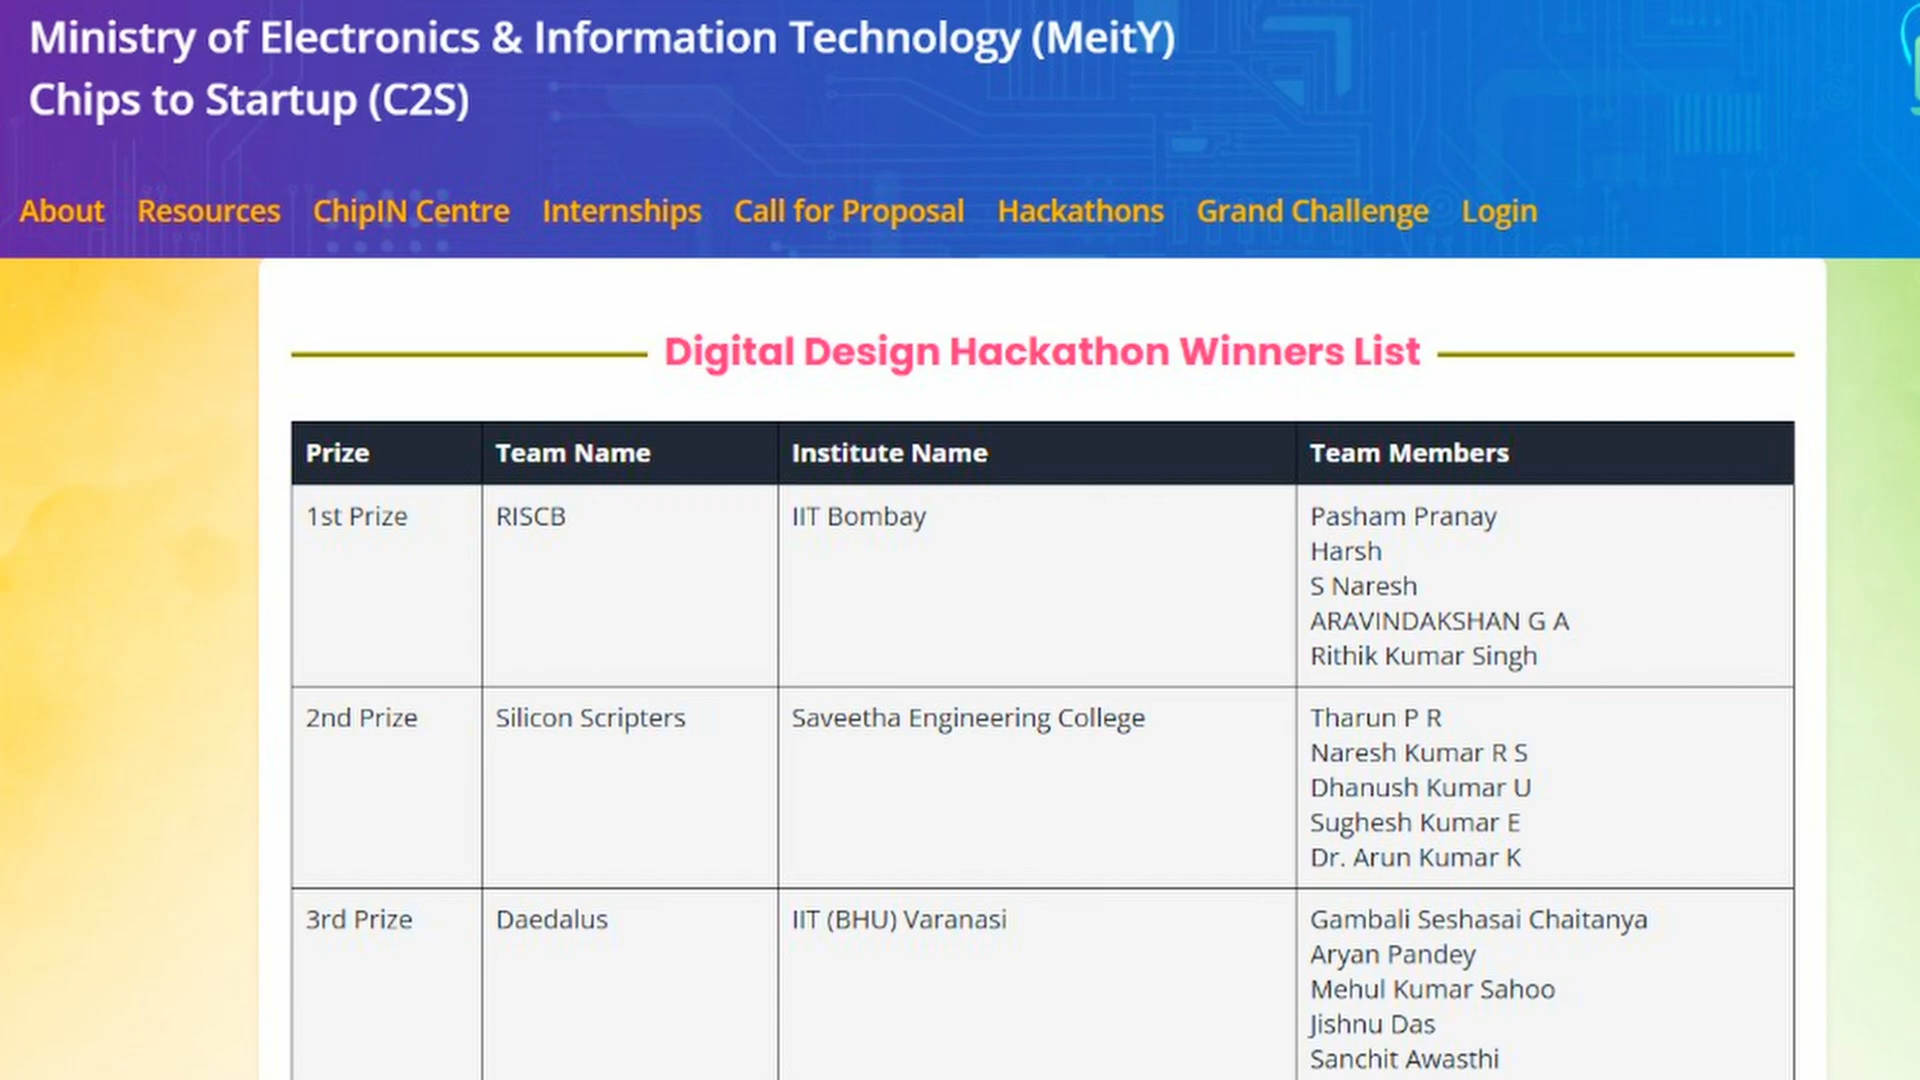 Ministry of Electronics & Information Technology (MeitY)
Chips to Startup (C2S)
About Resources ChipIN Centre Internships Call for Proposal Hackathons Grand Challenge Login
Digital Design Hackathon Winners List
Prize Team Name Institute Name Team Members
1st Prize RISCB IIT Bombay Pasham Pranay
Harsh
S Naresh
ARAVINDAKSHAN G A
Rithik Kumar Singh
2nd Prize Silicon Scripters Saveetha Engineering College Tharun P R
Naresh Kumar R S
Dhanush Kumar U
Sughesh Kumar E
Dr. Arun Kumar K
3rd Prize Daedalus IIT (BHU) Varanasi Gambali Seshasai Chaitanya
Aryan Pandey
Mehul Kumar Sahoo
Jishnu Das
Sanchit Awasthi